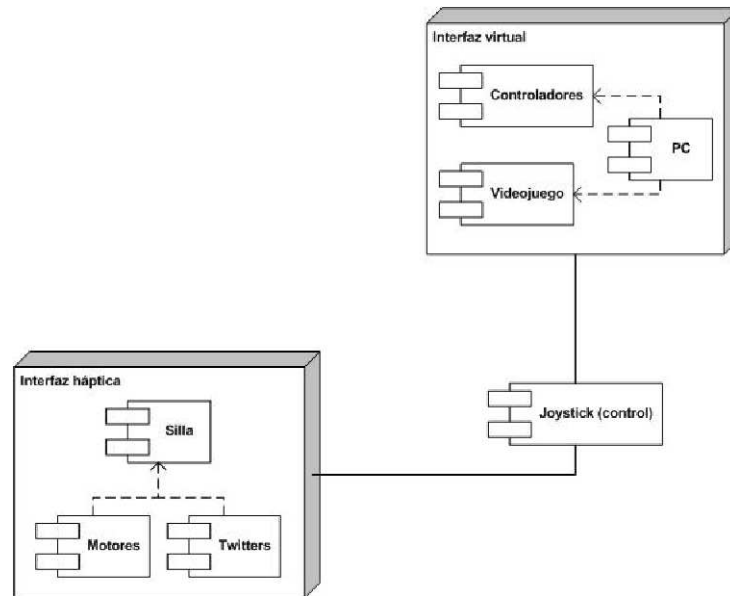 Interfaz virtual
Controladores
PC
Videojuego
Interfaz háptica
Silla
Joystick (control)
Motores
Twitters